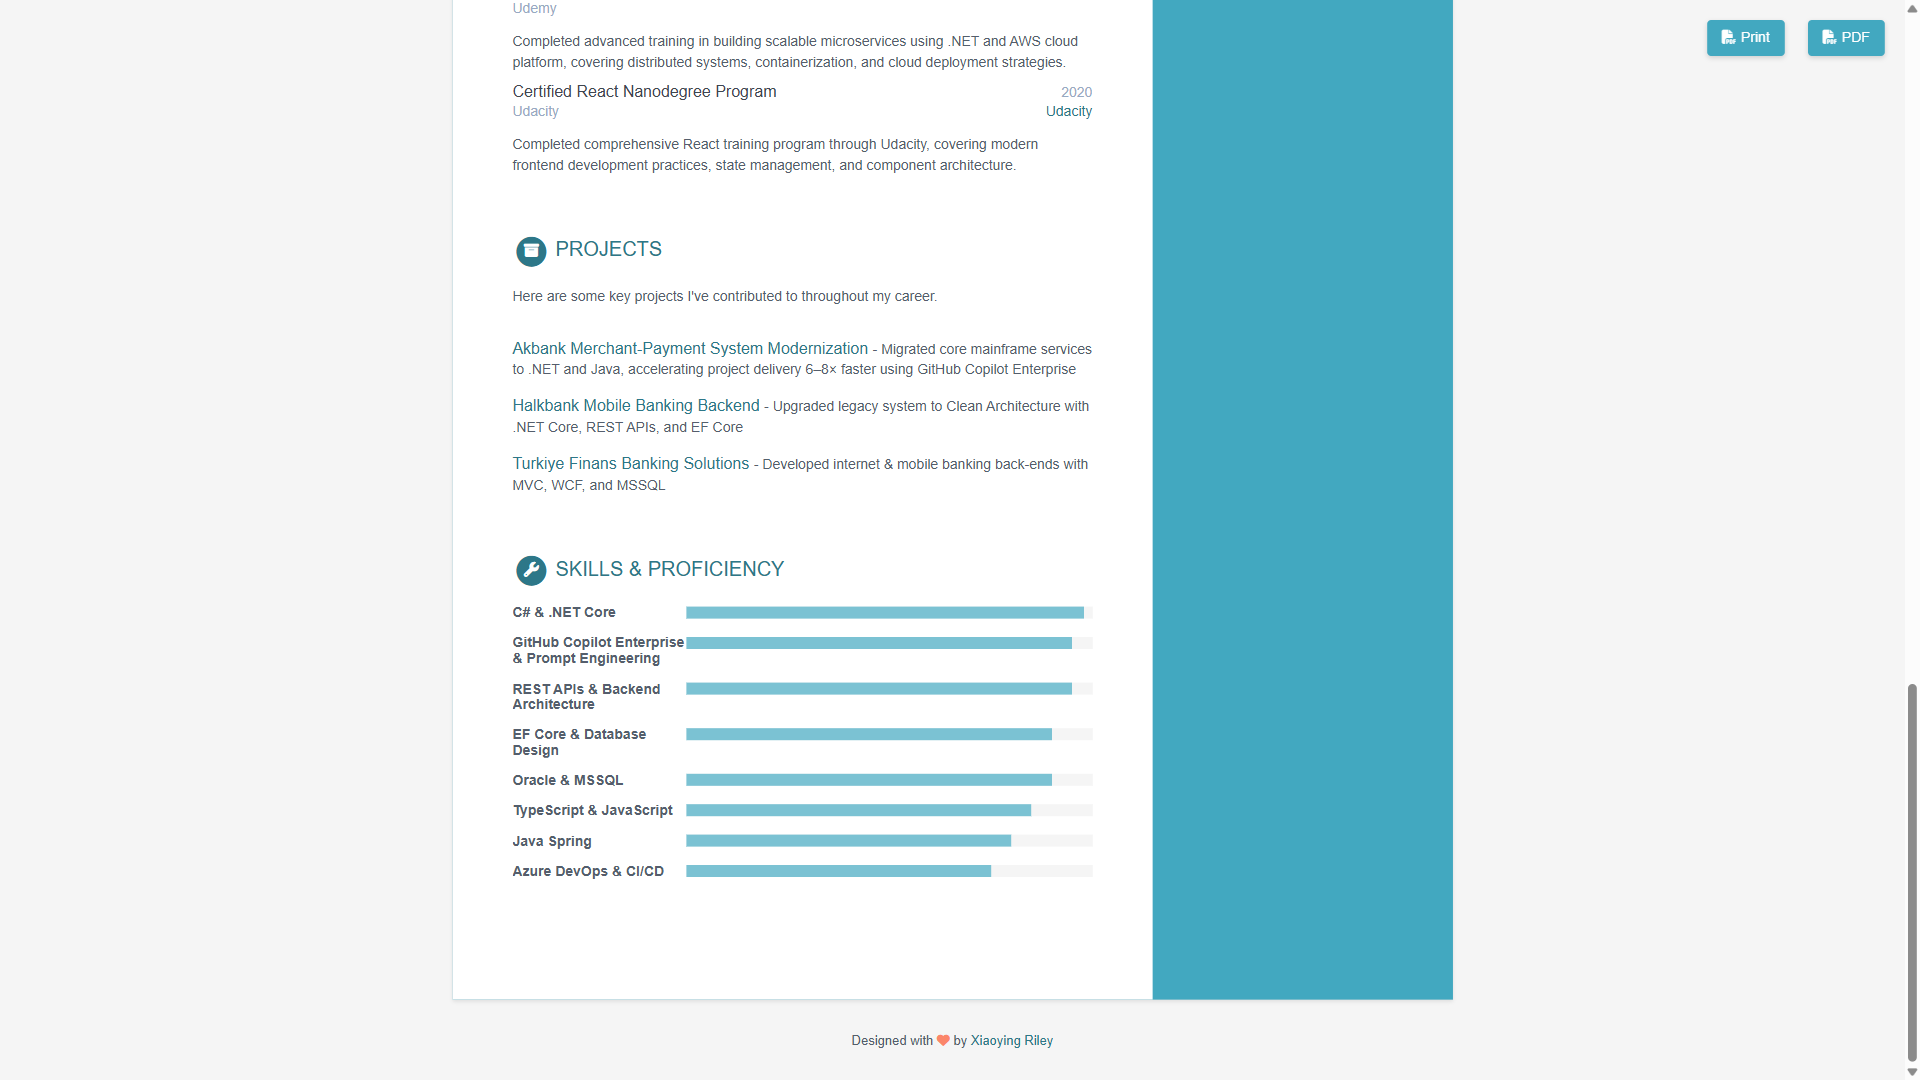 Udemy
Completed advanced training in building scalable microservices using .NET and AWS cloud
platform, covering distributed systems, containerization, and cloud deployment strategies.
Certified React Nanodegree Program 2020
Udacity Udacity
Completed comprehensive React training program through Udacity, covering modern
frontend development practices, state management, and component architecture.
PROJECTS
Here are some key projects I've contributed to throughout my career.
Akbank Merchant-Payment System Modernization - Migrated core mainframe services
to .NET and Java, accelerating project delivery 6–8× faster using GitHub Copilot Enterprise
Halkbank Mobile Banking Backend - Upgraded legacy system to Clean Architecture with
.NET Core, REST APIs, and EF Core
Turkiye Finans Banking Solutions - Developed internet & mobile banking back-ends with
MVC, WCF, and MSSQL
SKILLS & PROFICIENCY
C# & .NET Core
GitHub Copilot Enterprise
& Prompt Engineering
REST APIs & Backend
Architecture
EF Core & Database
Design
Oracle & MSSQL
TypeScript & JavaScript
Java Spring
Azure DevOps & CI/CD
Print
PDF
Designed with by Xiaoying Riley